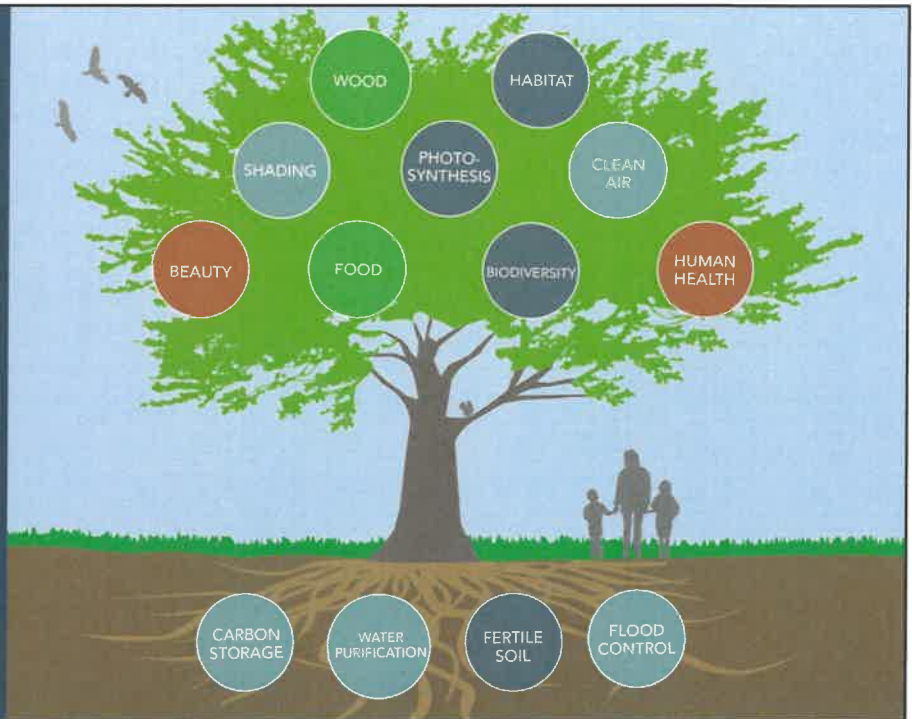 WOOD
HABITAT
SHADING
PHOTO-
SYNTHESIS
CLEAN
AIR
BEAUTY
FOOD
BIODIVERSITY
HUMAN
HEALTH
CARBON
STORAGE
WATER
PURIFICATION
FERTILE
SOIL
FLOOD
CONTROL